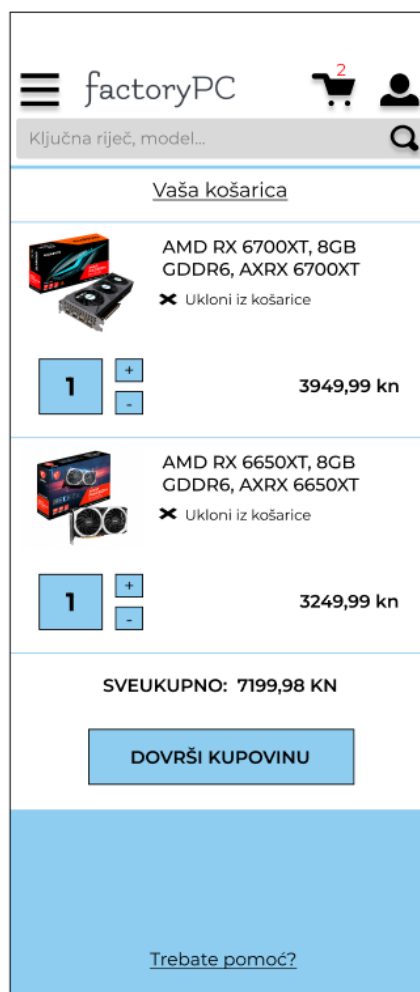 2
factoryPC
Ključna riječ, model...
Vaša košarica
AMD RX 6700XT, 8GB
GDDR6, AXRX 6700XT
Ukloni iz košarice
1
+
-
3949,99 kn
AMD RX 6650XT, 8GB
GDDR6, AXRX 6650XT
Ukloni iz košarice
1
+
-
3249,99 kn
SVEUKUPNO: 7199,98 KN
DOVRŠI KUPOVINU
Trebate pomoć?